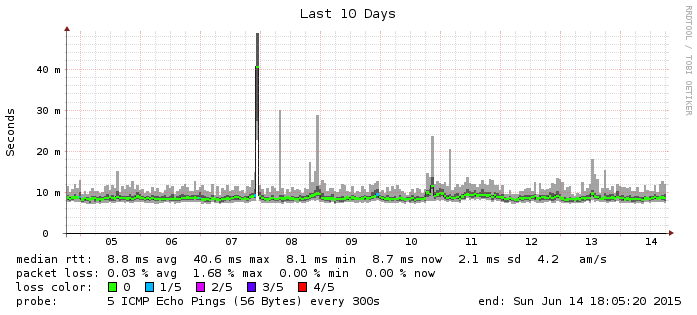 Last 10 Days
RRDTOOL / TOBI OETIKER
Seconds
40 m
30 m
20 m
10 m
0
05 06 07 08 09 10 11 12 13 14
median rtt: 8.8 ms avg 40.6 ms max 8.1 ms min 8.7 ms now 2.1 ms sd 4.2 am/s
packet loss: 0.03 % avg 1.68 % max 0.00 % min 0.00 % now
loss color: 0 1/5 2/5 3/5 4/5
probe: 5 ICMP Echo Pings (56 Bytes) every 300s end: Sun Jun 14 18:05:20 2015